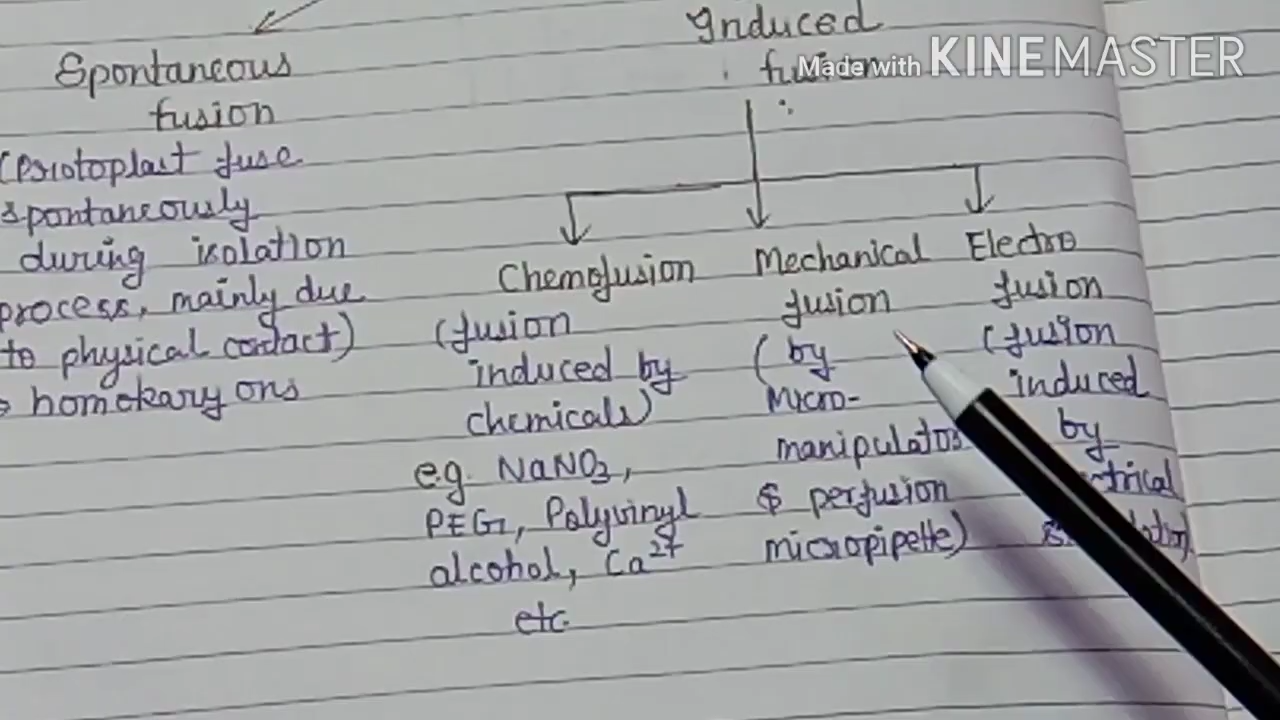 Spontaneous
fusion
(Protoplast fuse
spontaneously
during isolation
process, mainly due
to physical contact)
homokaryons
Induced
fusion
Made with KINEMASTER
Chemofusion
(fusion
induced by
chemicals)
e.g. NaNO3,
PEG, Polyvinyl
alcohol, Ca2+
etc.
Mechanical
fusion
(by
Micro-
manipulator
& perfusion
micropipette)
Electro
fusion
(fusion
induced
by